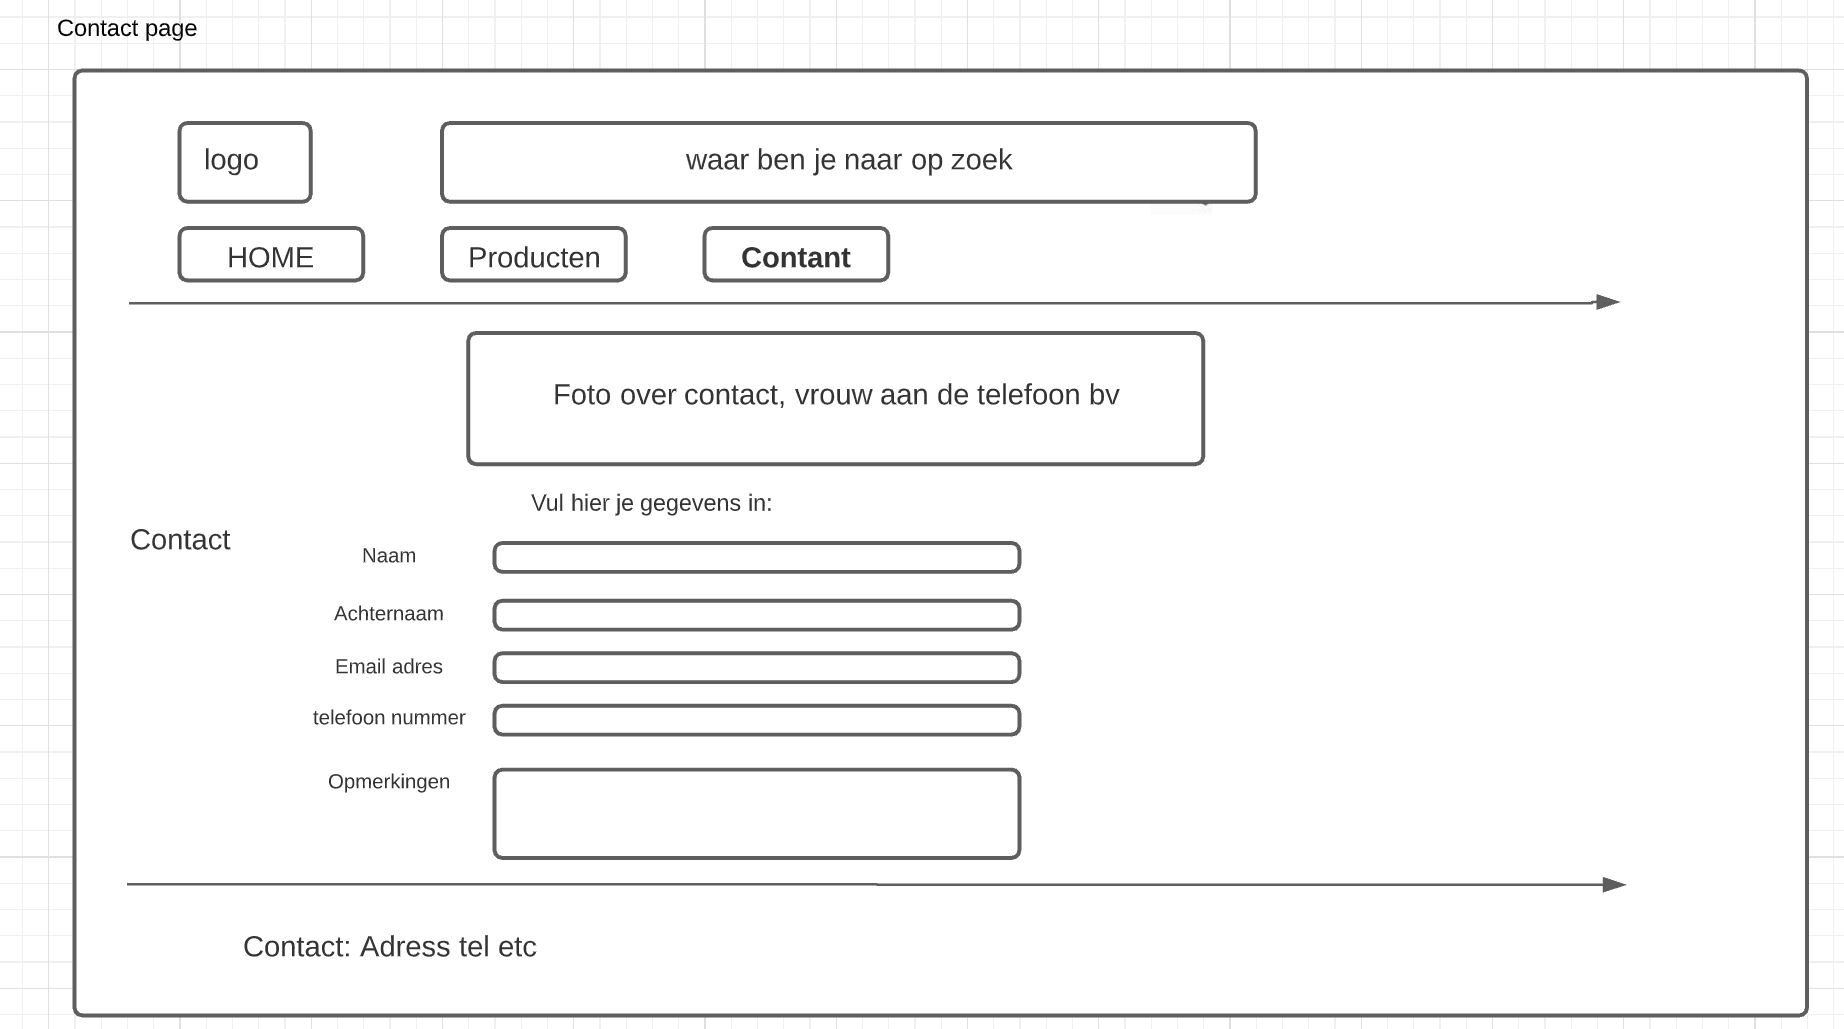 Contact page
logo
waar ben je naar op zoek
HOME
Producten
Contant
Foto over contact, vrouw aan de telefoon bv
Vul hier je gegevens in:
Contact
Naam
Achternaam
Email adres
telefoon nummer
Opmerkingen
Contact: Adress tel etc